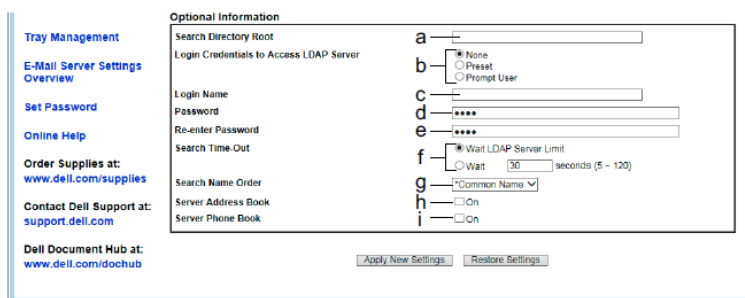 Optional Information
Tray Management
E-Mail Server Settings
Overview
Set Password
Online Help
Order Supplies at:
www.dell.com/supplies
Contact Dell Support at:
support.dell.com
Dell Document Hub at:
www.dell.com/dochub
Search Directory Root
a
Login Credentials to Access LDAP Server
b
None
Preset
Prompt User
Login Name
c
Password
d
••••
Re-enter Password
e
••••
Search Time-Out
f
Wait LDAP Server Limit
Wait 30 seconds (5 – 120)
Search Name Order
g
*Common Name
Server Address Book
h
On
Server Phone Book
i
On
Apply New Settings
Restore Settings